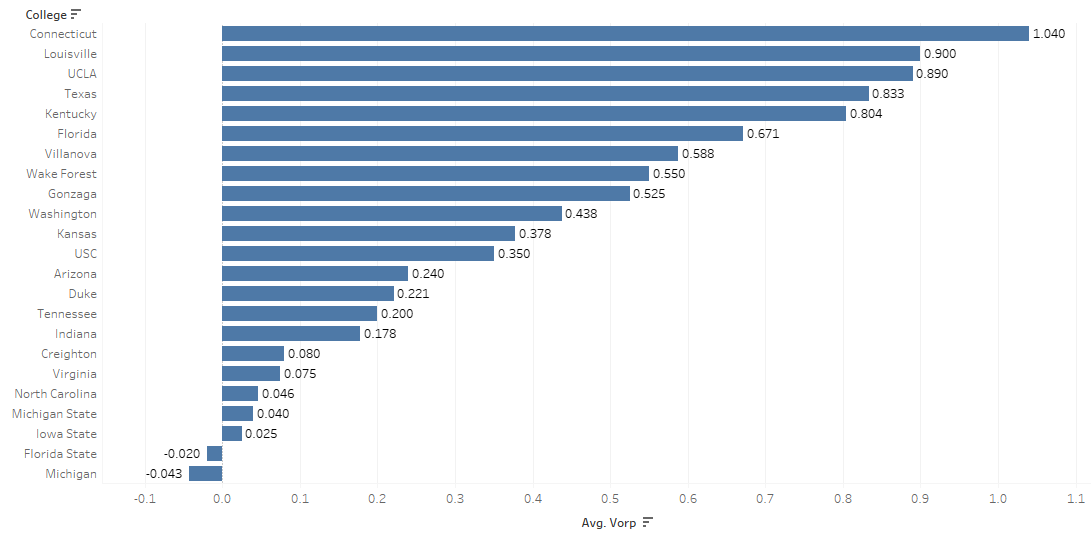 College
Connecticut 1.040
Louisville 0.900
UCLA 0.890
Texas 0.833
Kentucky 0.804
Florida 0.671
Villanova 0.588
Wake Forest 0.550
Gonzaga 0.525
Washington 0.438
Kansas 0.378
USC 0.350
Arizona 0.240
Duke 0.221
Tennessee 0.200
Indiana 0.178
Creighton 0.080
Virginia 0.075
North Carolina 0.046
Michigan State 0.040
Iowa State 0.025
Florida State -0.020
Michigan -0.043
-0.1 0.0 0.1 0.2 0.3 0.4 0.5 0.6 0.7 0.8 0.9 1.0 1.1
Avg. Vorp